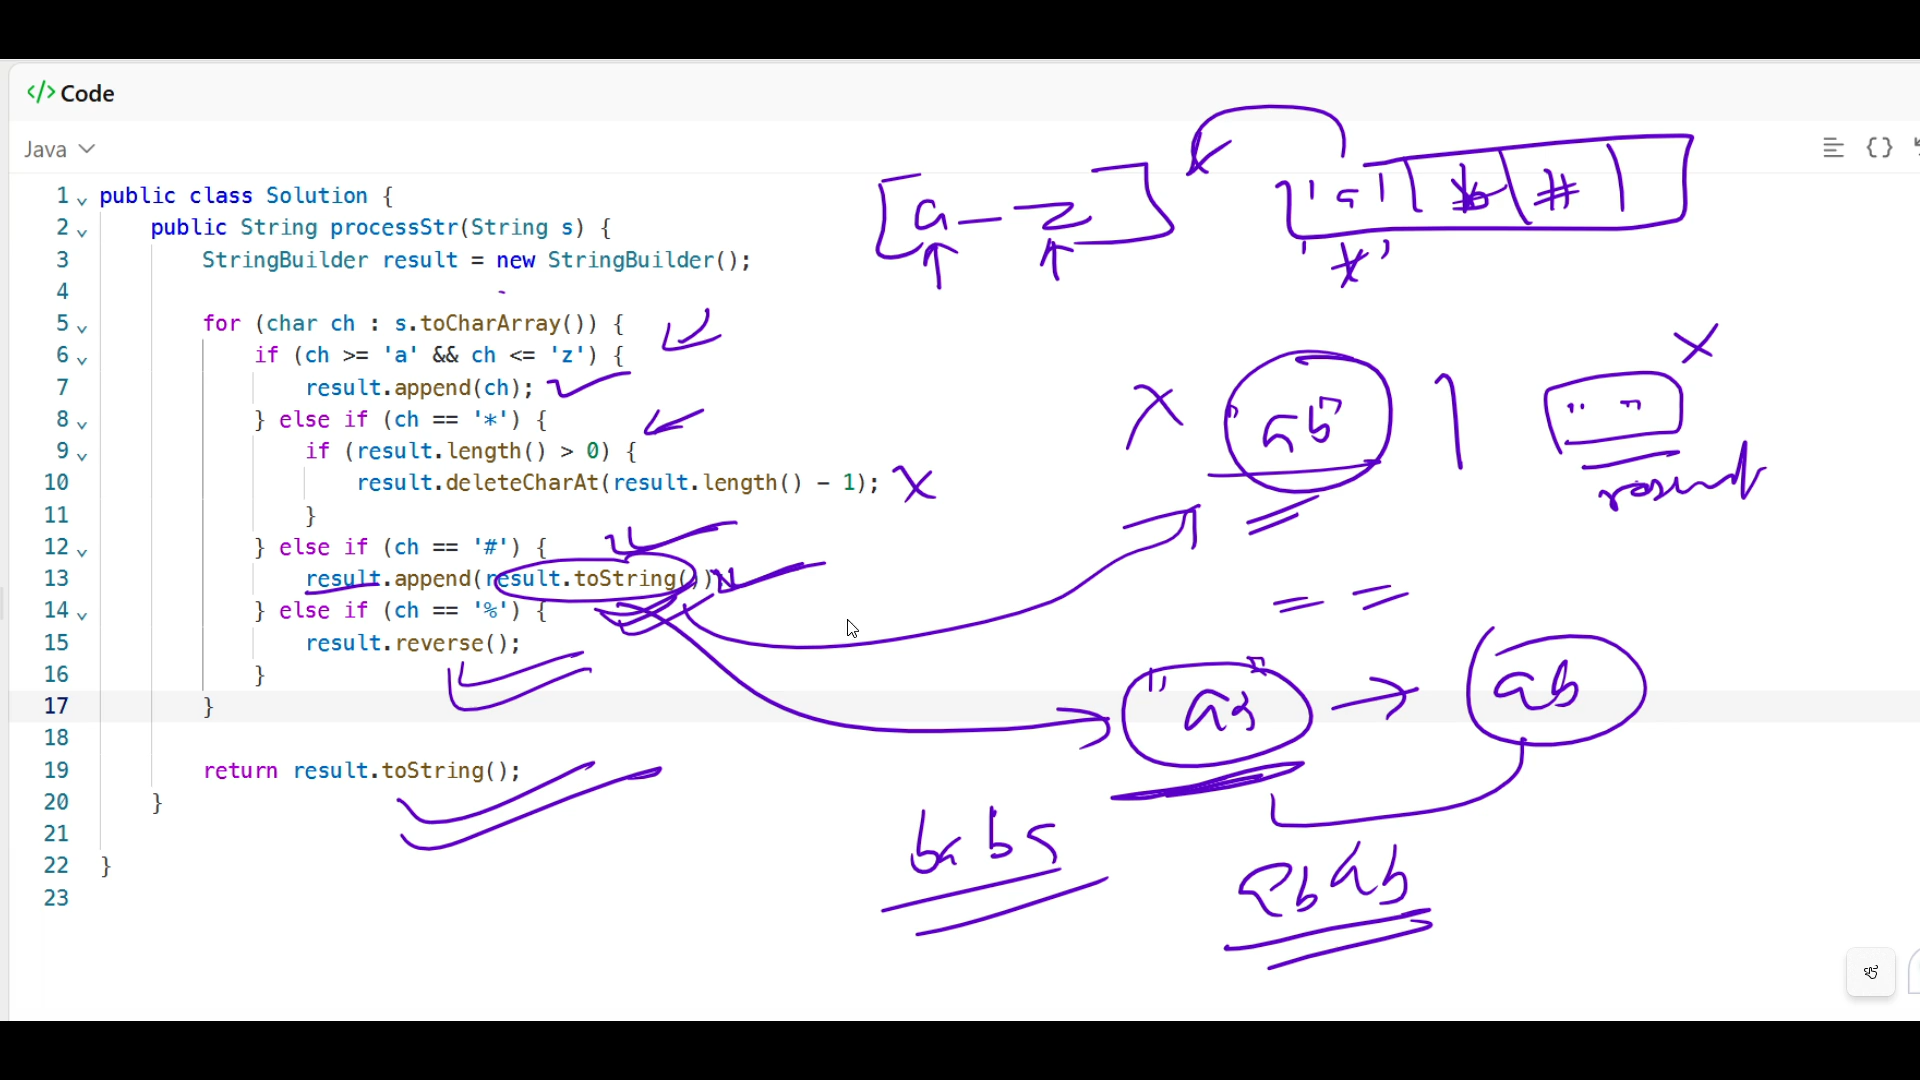 </> Code
Java
1 public class Solution {
2 public String processStr(String s) {
3 StringBuilder result = new StringBuilder();
4
5 for (char ch : s.toCharArray()) {
6 if (ch >= 'a' && ch <= 'z') {
7 result.append(ch);
8 } else if (ch == '*') {
9 if (result.length() > 0) {
10 result.deleteCharAt(result.length() - 1);
11 }
12 } else if (ch == '#') {
13 result.append(result.toString())
14 } else if (ch == '%') {
15 result.reverse();
16 }
17 }
18
19 return result.toString();
20 }
21
22 }
23
[a - z]
'a' #
'*'
"ab"
" "
ab
baba
abab